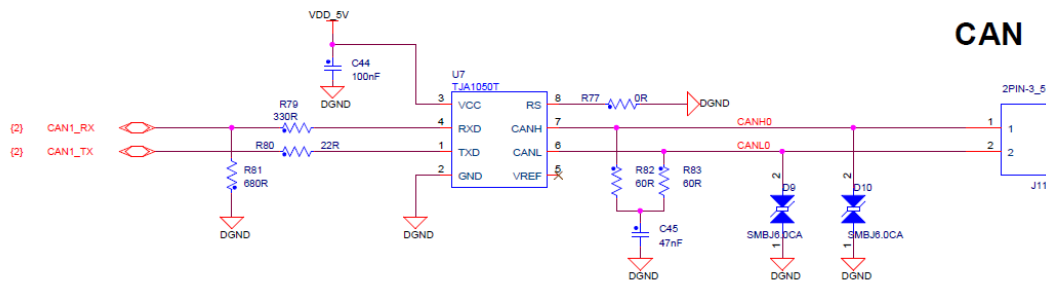 CAN
VDD_5V
C44
100nF
DGND
U7
TJA1050T
3 VCC RS 8
4 RXD CANH 7
1 TXD CANL 6
2 GND VREF 5
R77 0R
DGND
2PIN-3_5
{2} CAN1_RX
R79
330R
CANH0
1 1
{2} CAN1_TX
R80 22R
CANL0
2 2
J11
R81
680R
DGND
DGND
R82
60R
R83
60R
C45
47nF
DGND
2
D9
SMBJ6.0CA
1
DGND
2
D10
SMBJ6.0CA
1
DGND